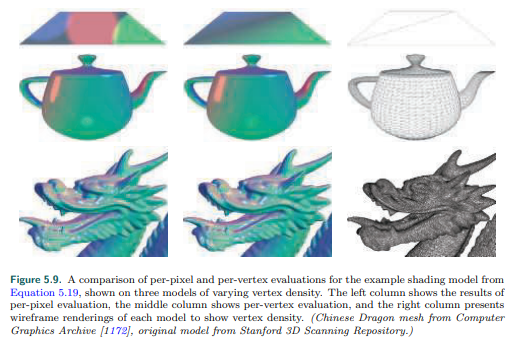 Figure 5.9. A comparison of per-pixel and per-vertex evaluations for the example shading model from
Equation 5.19, shown on three models of varying vertex density. The left column shows the results of
per-pixel evaluation, the middle column shows per-vertex evaluation, and the right column presents
wireframe renderings of each model to show vertex density. (Chinese Dragon mesh from Computer
Graphics Archive [1172], original model from Stanford 3D Scanning Repository.)